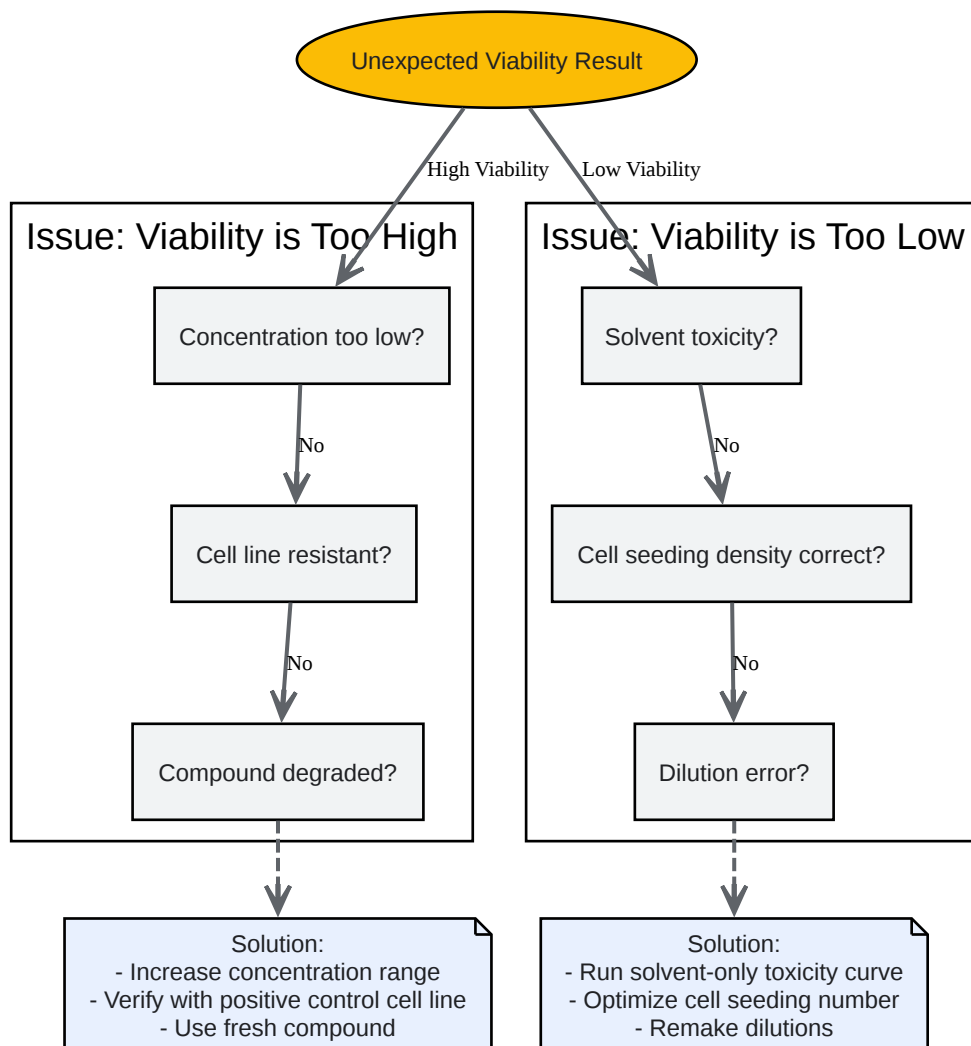 Unexpected Viability Result
High Viability
Low Viability
Issue: Viability is Too High
Concentration too low?
No
Cell line resistant?
No
Compound degraded?
Solution:
- Increase concentration range
- Verify with positive control cell line
- Use fresh compound
Issue: Viability is Too Low
Solvent toxicity?
No
Cell seeding density correct?
No
Dilution error?
Solution:
- Run solvent-only toxicity curve
- Optimize cell seeding number
- Remake dilutions